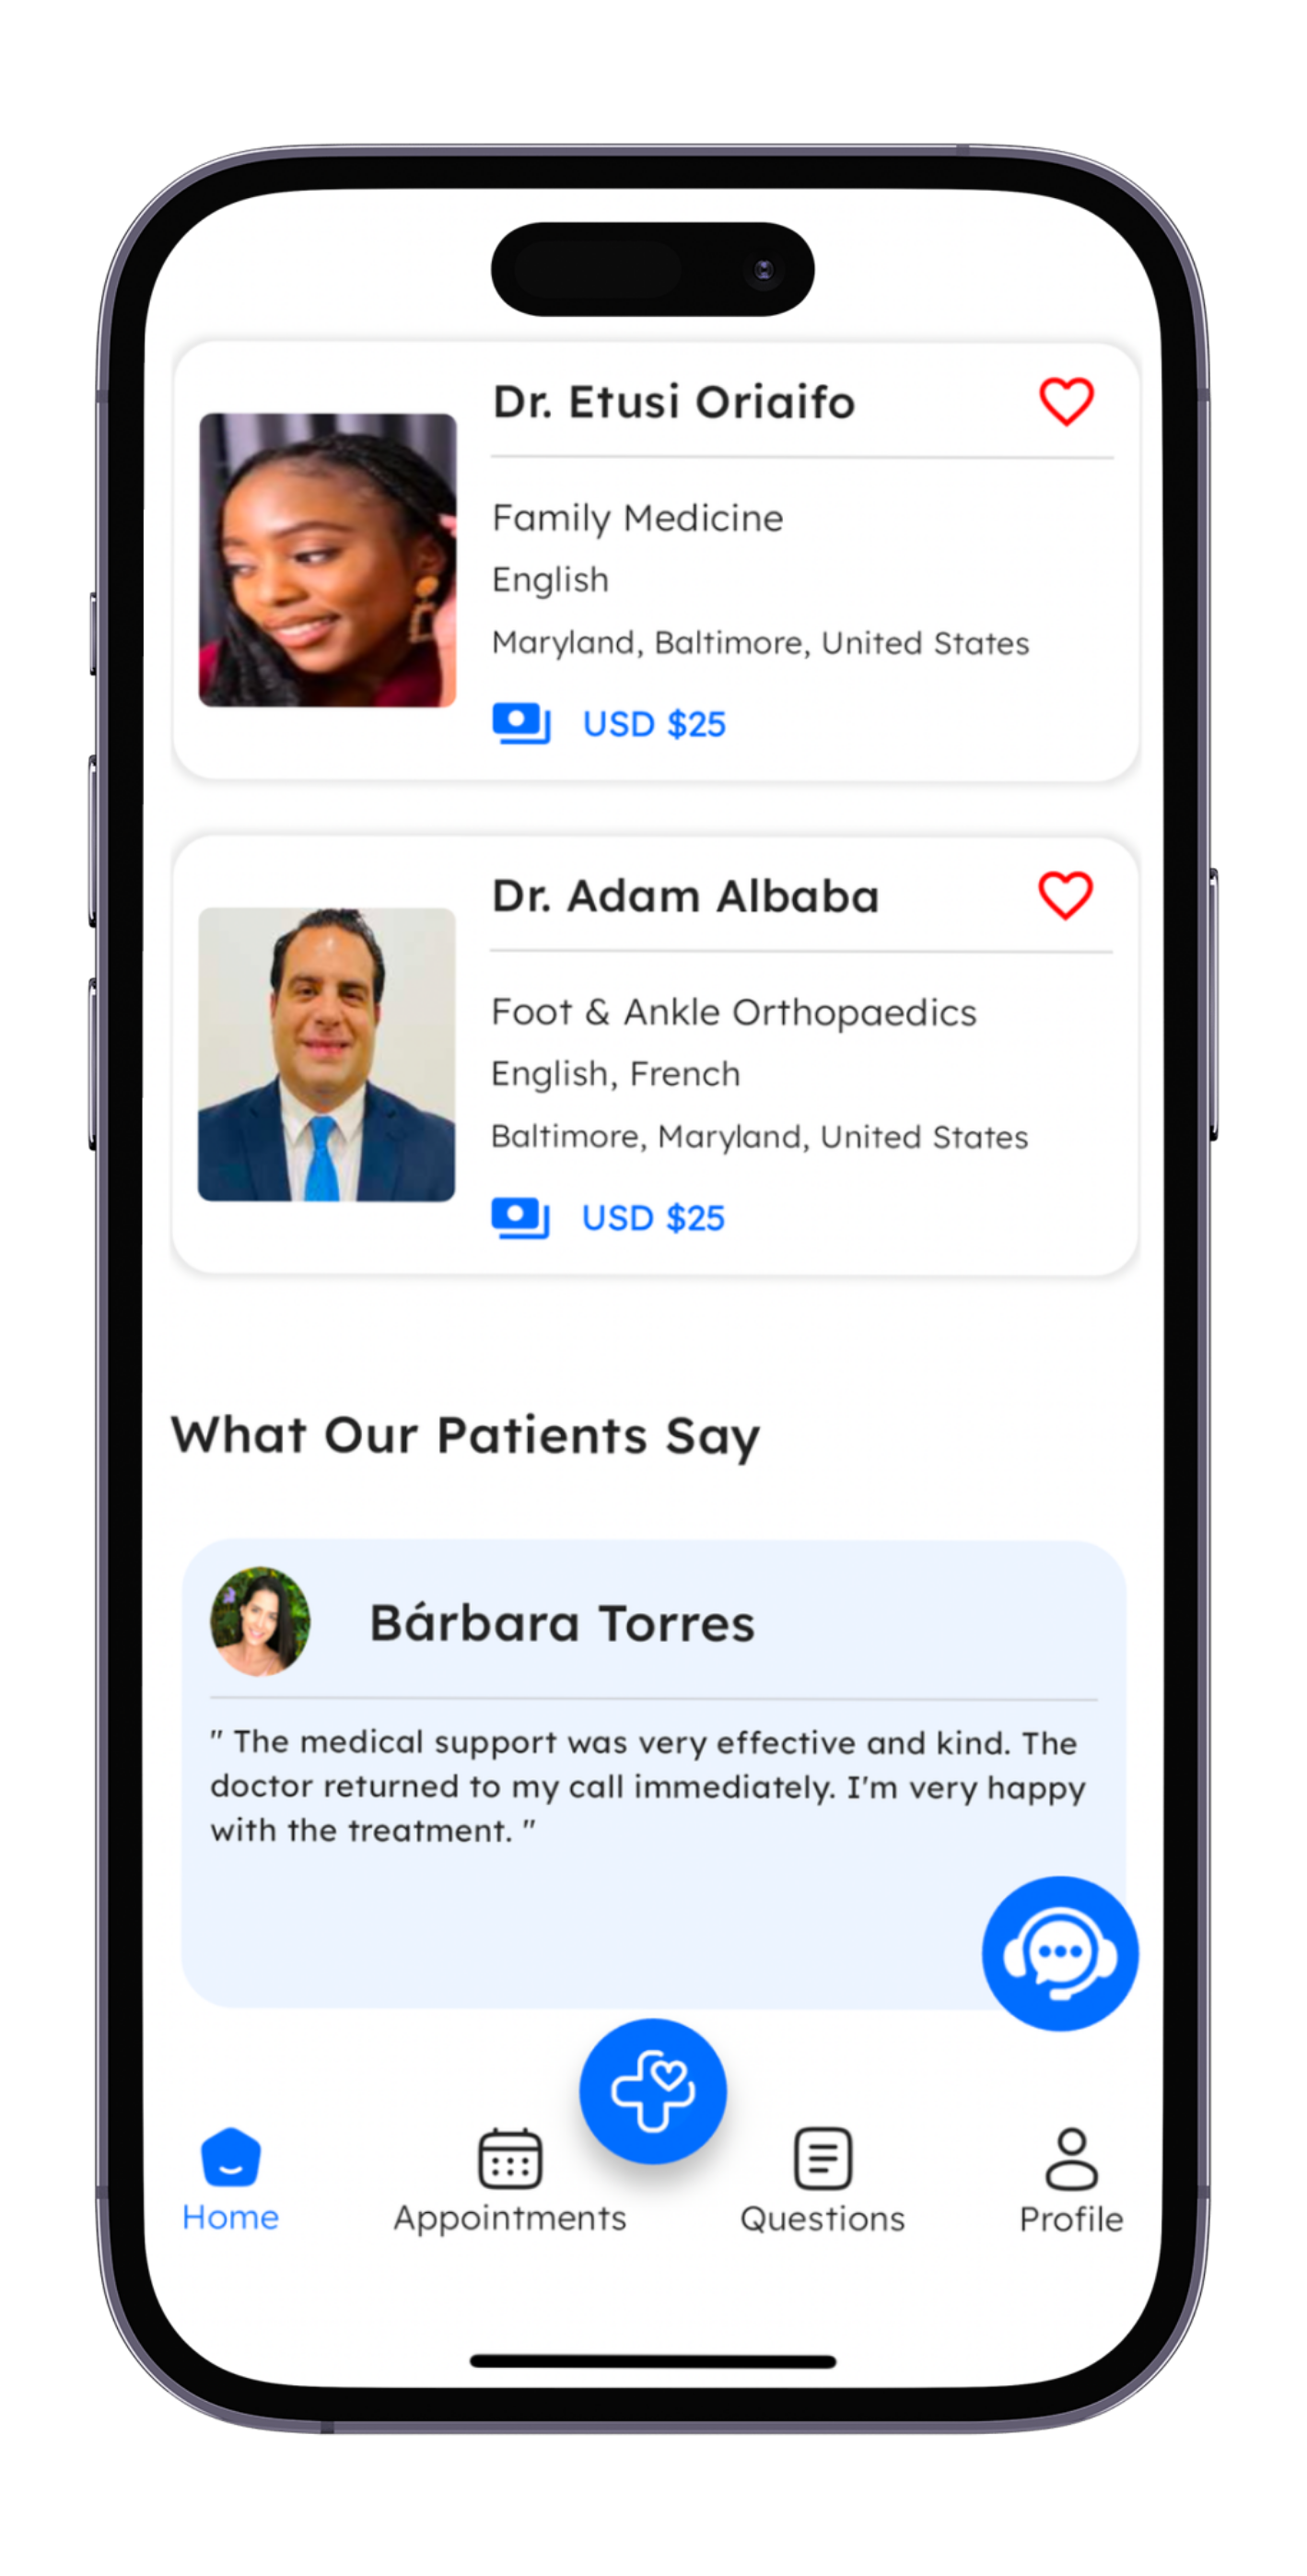 Dr. Etusi Oriaifo
Family Medicine
English
Maryland, Baltimore, United States
USD $25
Dr. Adam Albaba
Foot & Ankle Orthopaedics
English, French
Baltimore, Maryland, United States
USD $25
What Our Patients Say
Bárbara Torres
" The medical support was very effective and kind. The
doctor returned to my call immediately. I'm very happy
with the treatment. "
Home
Appointments
Questions
Profile